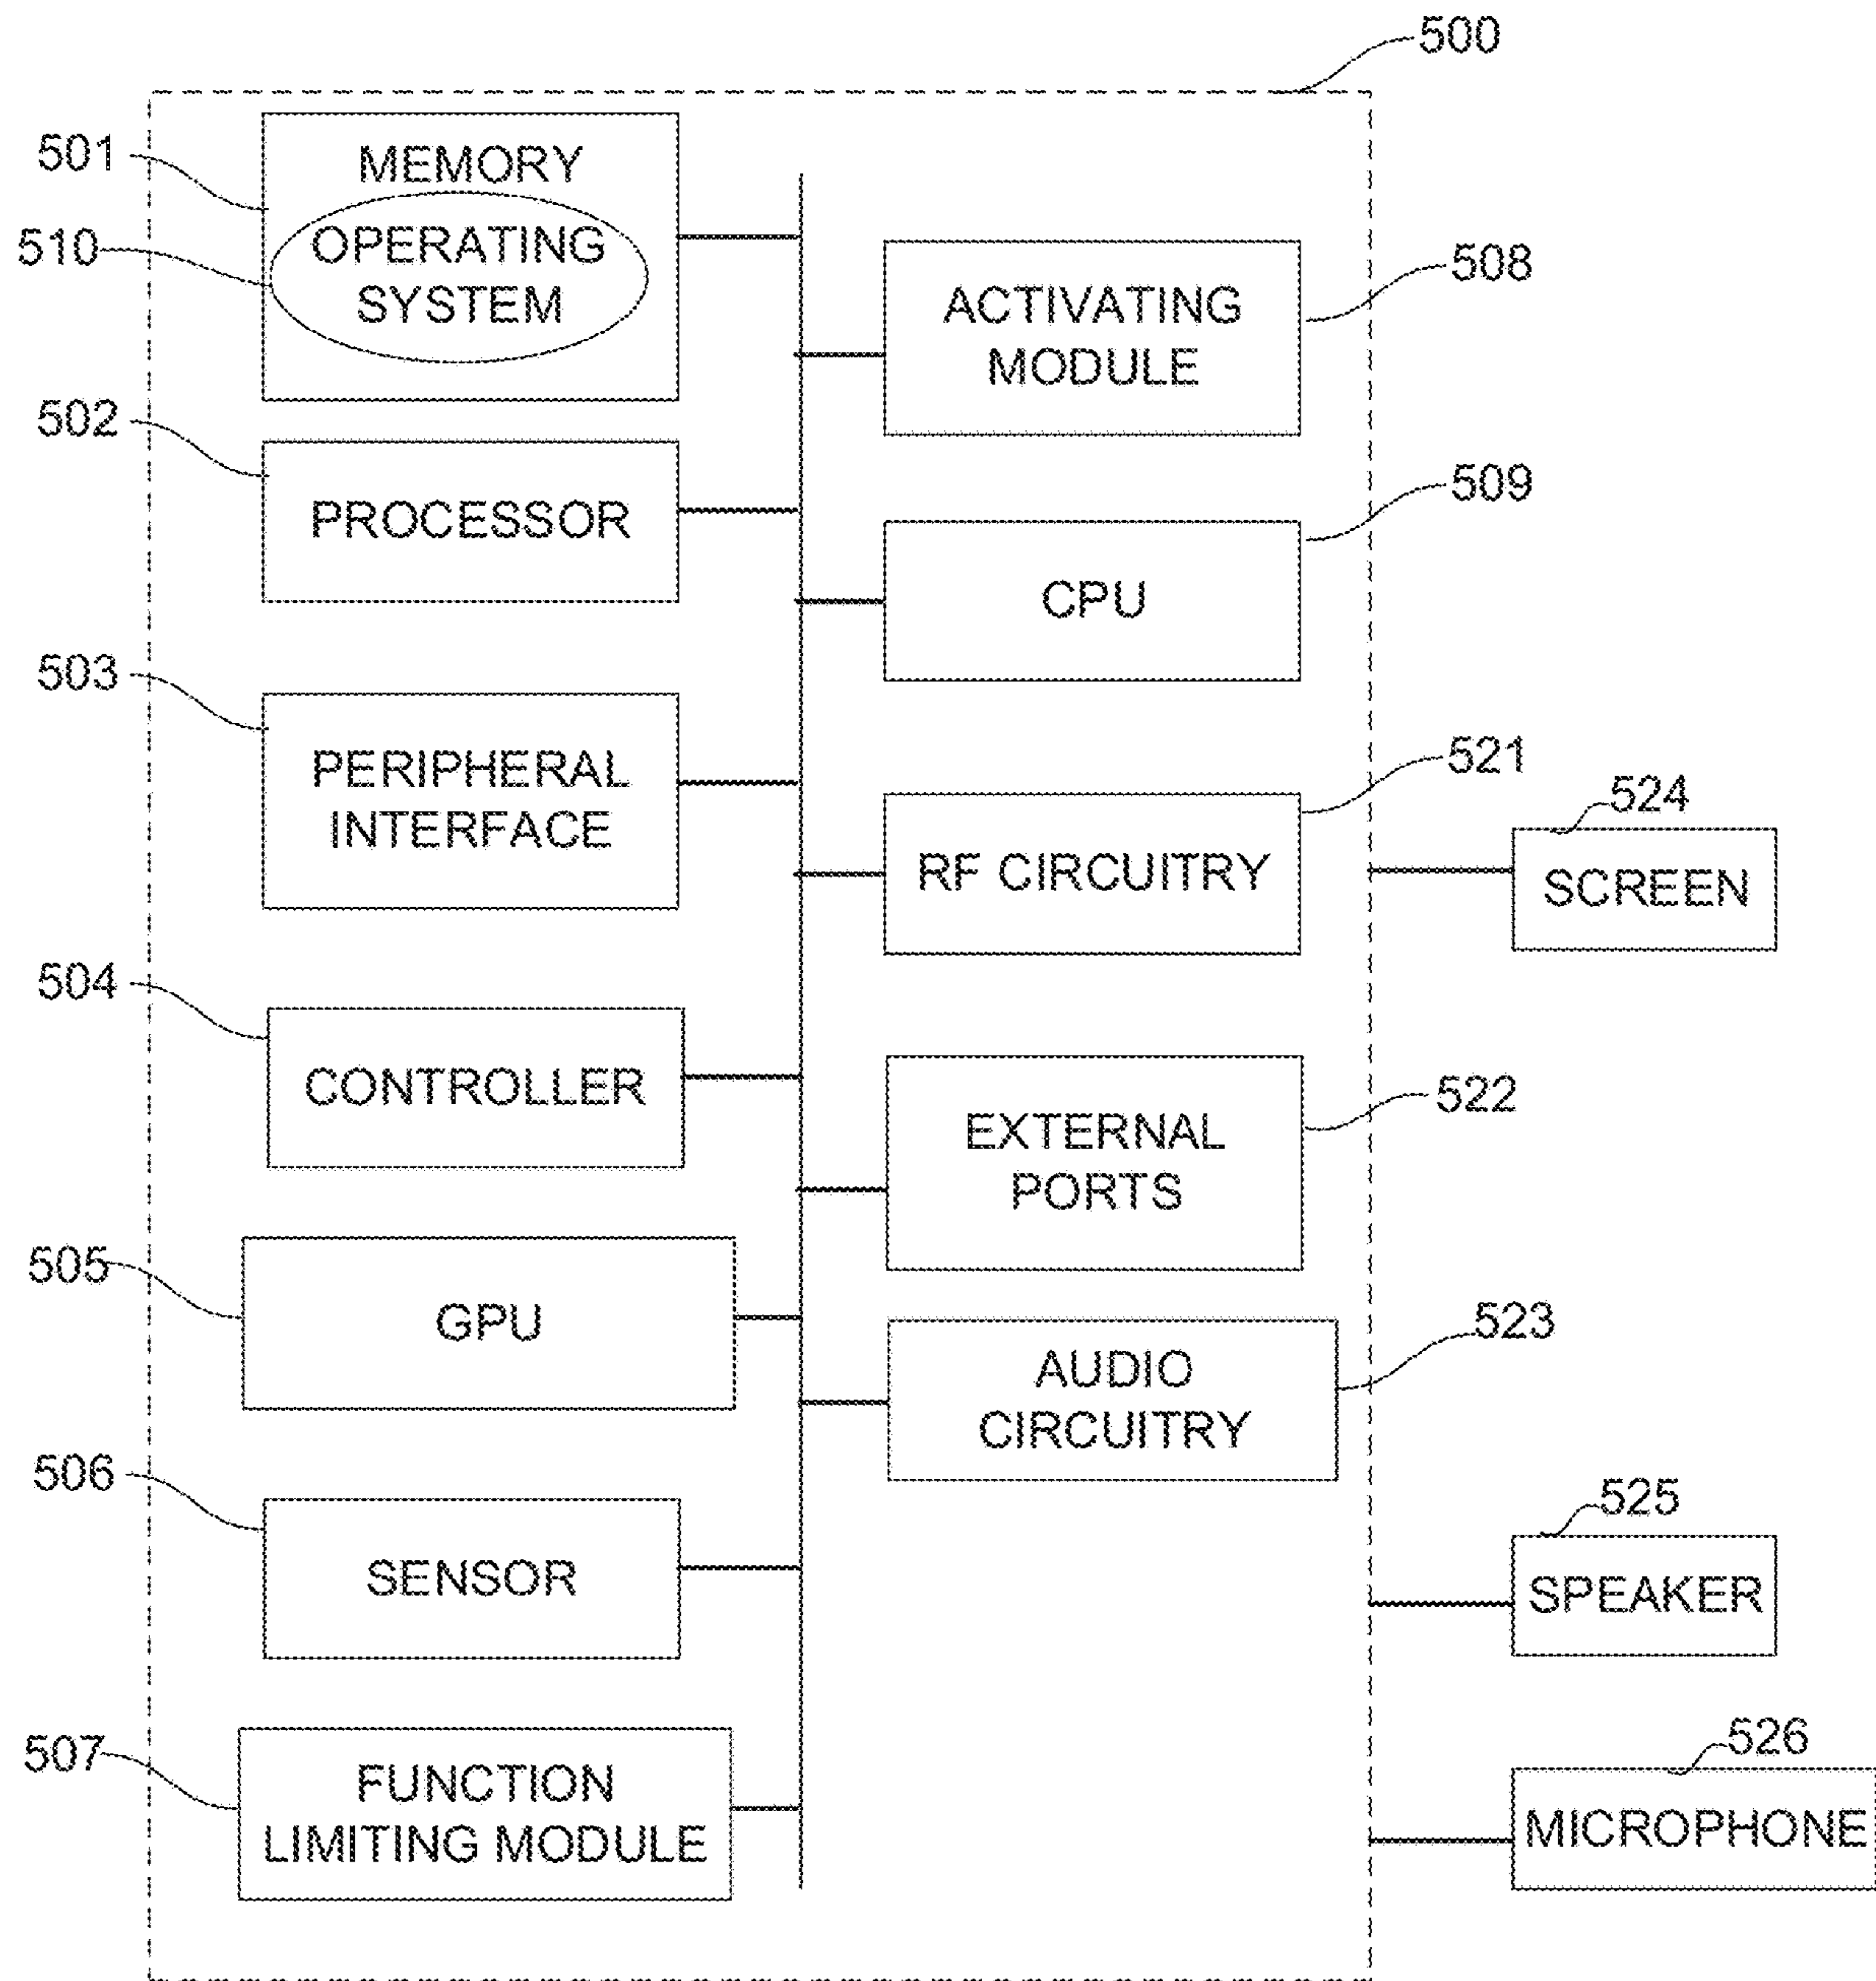 500
501
MEMORY
510
OPERATING
SYSTEM
508
ACTIVATING
MODULE
502
PROCESSOR
509
CPU
503
PERIPHERAL
INTERFACE
521
RF CIRCUITRY
524
SCREEN
504
CONTROLLER
522
EXTERNAL
PORTS
505
GPU
523
AUDIO
CIRCUITRY
506
SENSOR
525
SPEAKER
507
FUNCTION
LIMITING MODULE
526
MICROPHONE